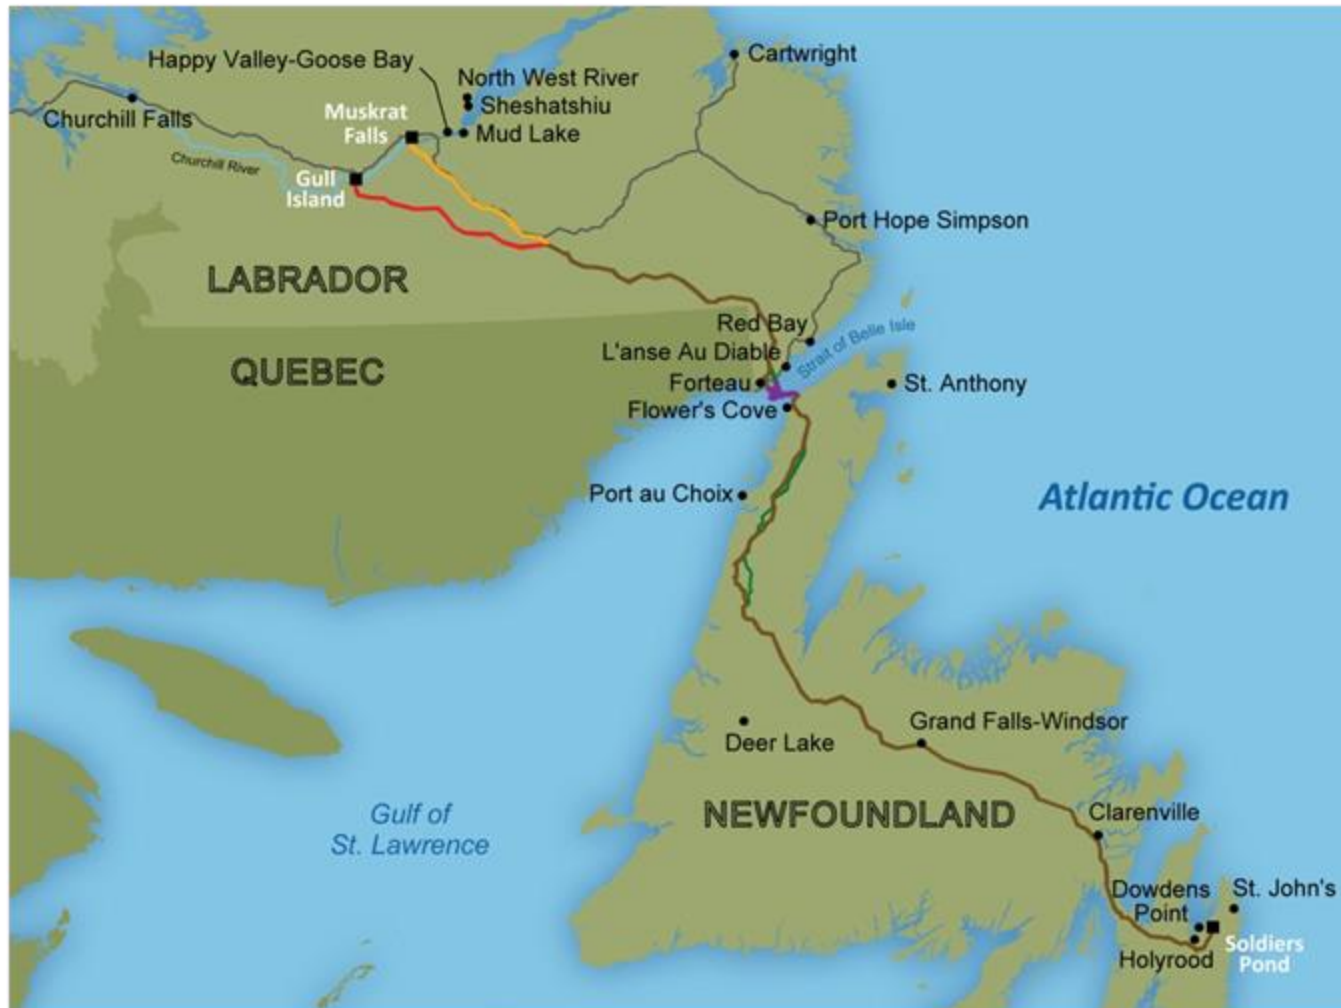 Cartwright
Happy Valley-Goose Bay
North West River
Sheshatshiu
Mud Lake
Churchill Falls
Muskrat
Falls
Churchill River
Gull
Island
Port Hope Simpson
LABRADOR
Red Bay
Strait of Belle Isle
L'anse Au Diable
QUEBEC
Forteau
St. Anthony
Flower's Cove
Port au Choix
Atlantic Ocean
Grand Falls-Windsor
Deer Lake
NEWFOUNDLAND
Clarenville
Gulf of
St. Lawrence
Dowdens
Point
St. John's
Soldiers
Pond
Holyrood